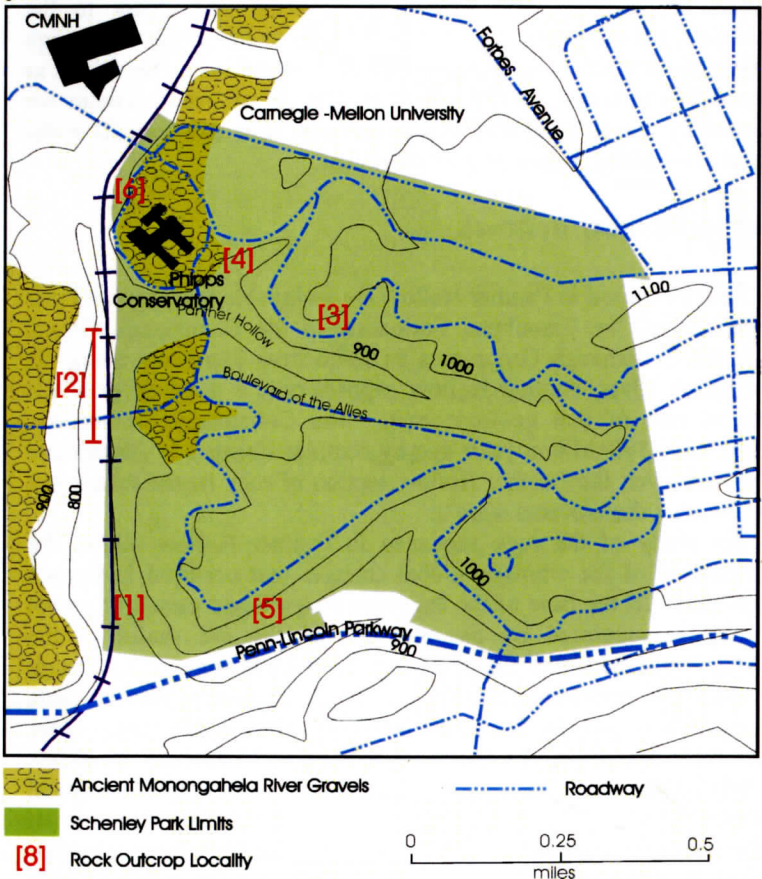 CMNH
Forbes Avenue
Carnegie -Mellon University
[6]
[4]
Phipps
Conservatory
Panther Hollow
[3]
1100
900
1000
[2]
Boulevard of the Allies
900
800
1000
[1]
[5]
Penn-Lincoln Parkway
900
Ancient Monongahela River Gravels
Roadway
Schenley Park Limits
[8]
Rock Outcrop Locality
0
0.25
0.5
miles